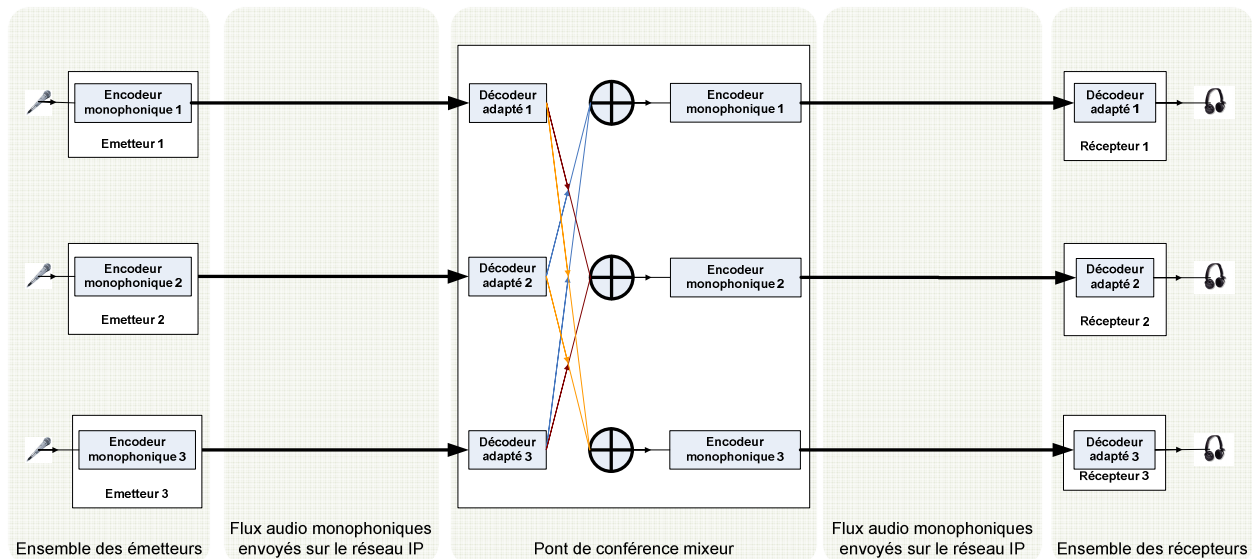 Encodeur
monophonique 1
Emetteur 1
Décodeur
adapté 1
Encodeur
monophonique 1
Décodeur
adapté 1
Récepteur 1
Encodeur
monophonique 2
Emetteur 2
Décodeur
adapté 2
Encodeur
monophonique 2
Décodeur
adapté 2
Récepteur 2
Encodeur
monophonique 3
Emetteur 3
Décodeur
adapté 3
Encodeur
monophonique 3
Décodeur
adapté 3
Récepteur 3
Ensemble des émetteurs
Flux audio monophoniques
envoyés sur le réseau IP
Pont de conférence mixeur
Flux audio monophoniques
envoyés sur le réseau IP
Ensemble des récepteurs